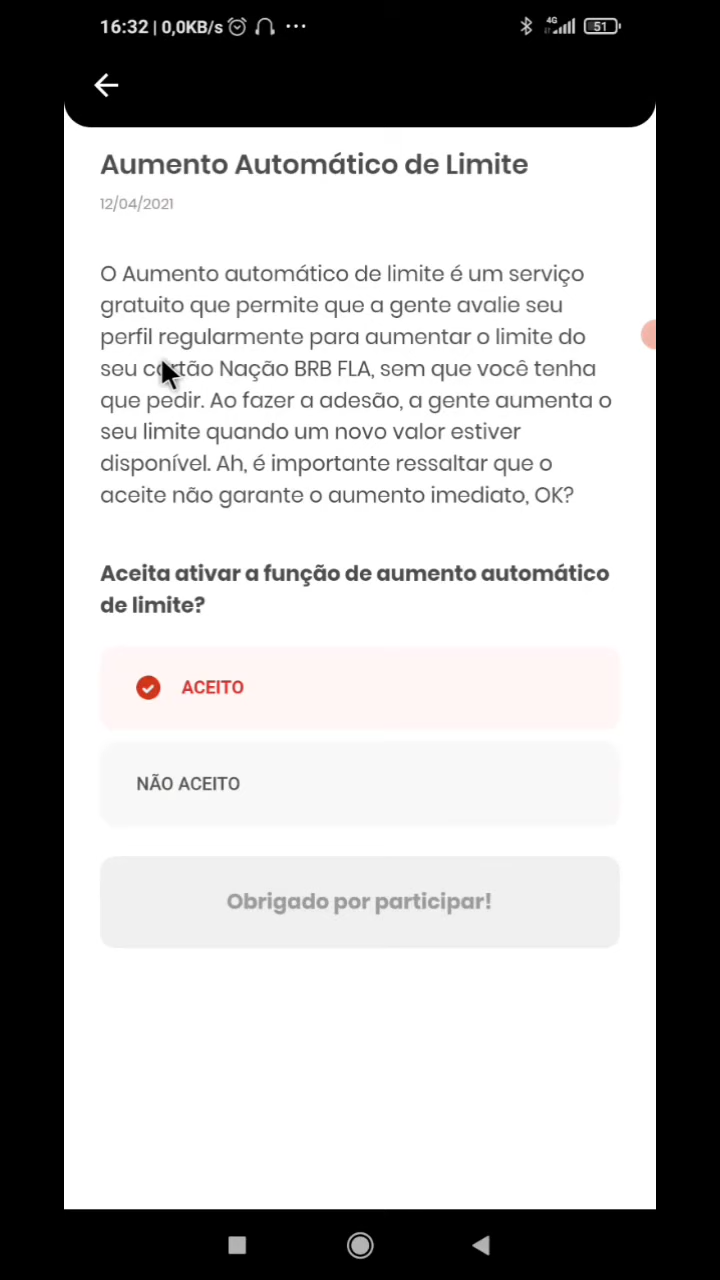 16:32 | 0,0KB/s
4G
51
Aumento Automático de Limite
12/04/2021
O Aumento automático de limite é um serviço
gratuito que permite que a gente avalie seu
perfil regularmente para aumentar o limite do
seu cartão Nação BRB FLA, sem que você tenha
que pedir. Ao fazer a adesão, a gente aumenta o
seu limite quando um novo valor estiver
disponível. Ah, é importante ressaltar que o
aceite não garante o aumento imediato, OK?
Aceita ativar a função de aumento automático
de limite?
ACEITO
NÃO ACEITO
Obrigado por participar!